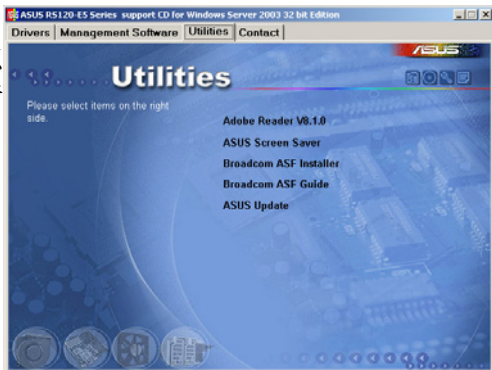 ASUS RS120-E5 Series support CD for Windows Server 2003 32 bit Edition
Drivers Management Software Utilities Contact
ASUS
Utilities
Please select items on the right
side.
Adobe Reader V8.1.0
ASUS Screen Saver
Broadcom ASF Installer
Broadcom ASF Guide
ASUS Update